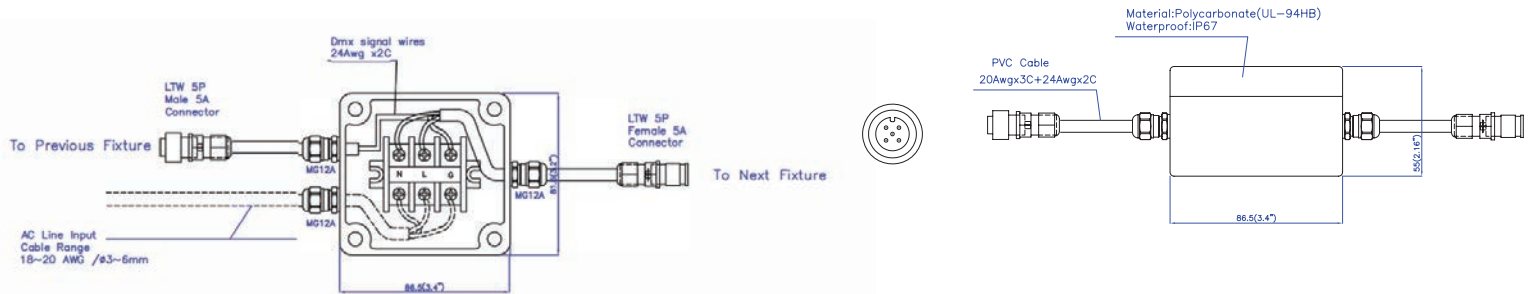 Dmx signal wires
24Awg x2C
LTW 5P
Male 5A
Connector
To Previous Fixture
MG12A
N L G
MG12A
AC Line Input
Cable Range
18~20 AWG /ø3~6mm
86.5(3.4")
MG12A
LTW 5P
Female 5A
Connector
To Next Fixture
Material:Polycarbonate(UL-94HB)
Waterproof:IP67
PVC Cable
20Awgx3C+24Awgx2C
55(2.16")
86.5(3.4")